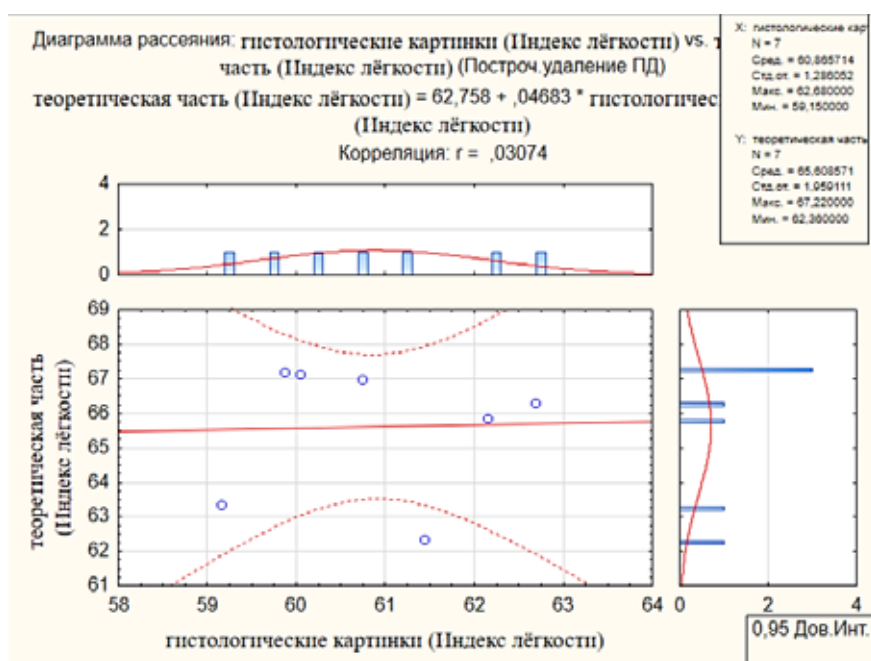 Диаграмма рассеяния: гистологические картинки (Индекс лёгкости) vs. т
часть (Индекс лёгкости) (Построч.удаление ПД)
теоретическая часть (Индекс лёгкости) = 62,758 + ,04683 * гистологичес
(Индекс лёгкости)
Корреляция: r = ,03074
X: гистологические кар
N = 7
Сред. = 60,865714
Стд.от. = 1,286052
Макс. = 62,680000
Мин. = 59,150000
Y: теоретическая часть
N = 7
Сред. = 65,608571
Стд.от. = 1,959111
Макс. = 67,220000
Мин. = 62,360000
4
2
0
69
68
67
66
65
64
63
62
61
теоретическая часть
(Индекс лёгкости)
58 59 60 61 62 63 64
0 2 4
гистологические картинки (Индекс лёгкости)
0,95 Дов.Инт.